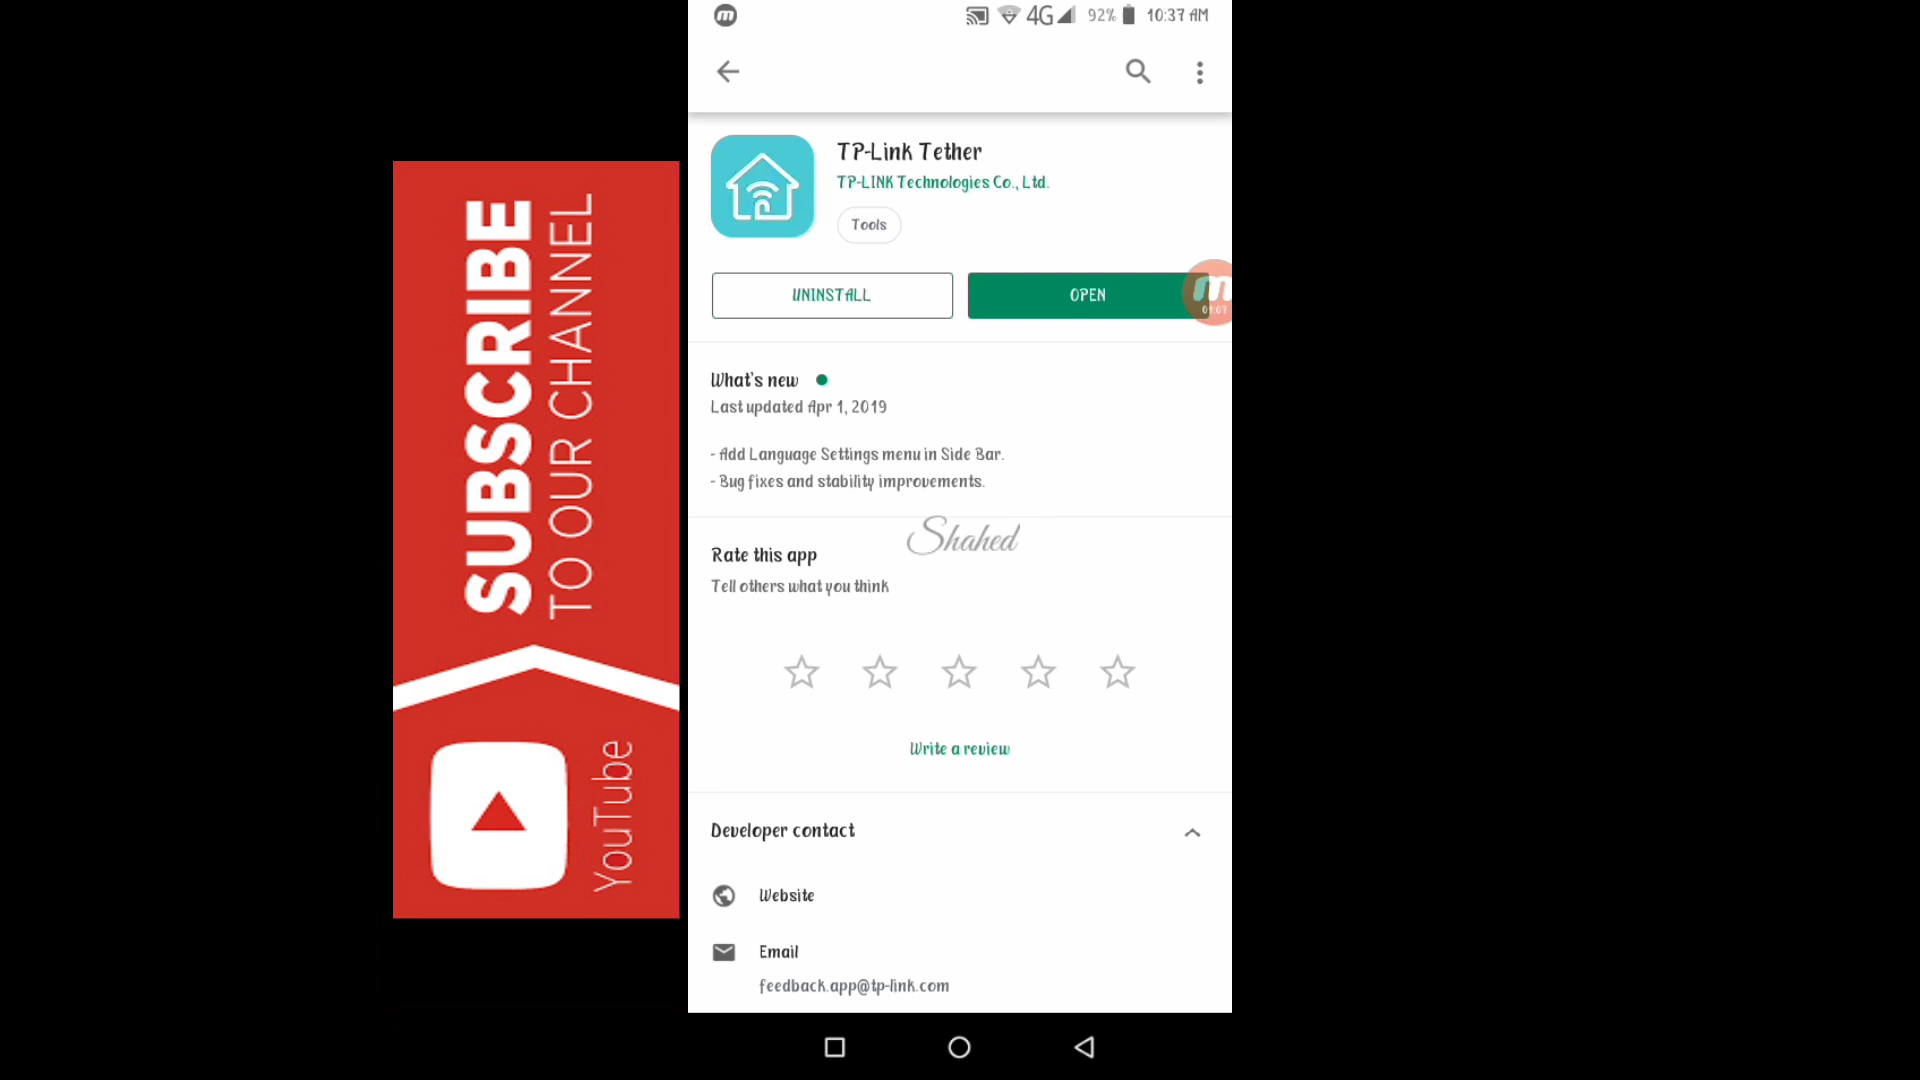 4G 92% 10:37 AM
TP-Link Tether
TP-LINK Technologies Co., Ltd.
Tools
UNINSTALL
OPEN
What's new
Last updated Apr 1, 2019
- Add Language Settings menu in Side Bar.
- Bug fixes and stability improvements.
Shahed
Rate this app
Tell others what you think
Write a review
Developer contact
Website
Email
feedback.app@tp-link.com
SUBSCRIBE
TO OUR CHANNEL
YouTube